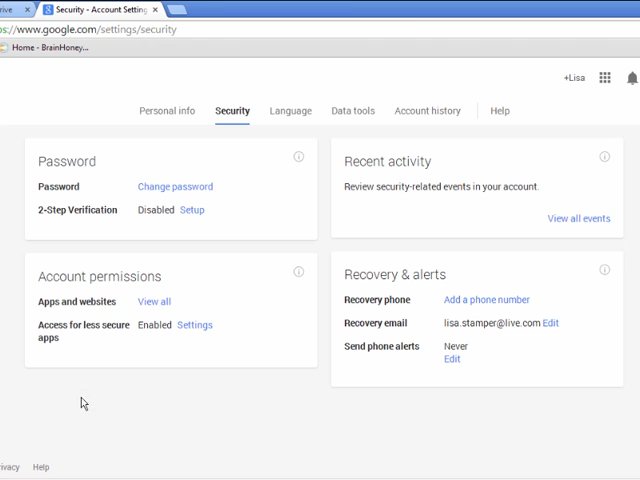 rive
Security - Account Setting
ps://www.google.com/settings/security
Home - BrainHoney...
+Lisa
Personal info Security Language Data tools Account history Help
Password
Password Change password
2-Step Verification Disabled Setup
Recent activity
Review security-related events in your account.
View all events
Account permissions
Apps and websites View all
Access for less secure apps Enabled Settings
Recovery & alerts
Recovery phone Add a phone number
Recovery email lisa.stamper@live.com Edit
Send phone alerts Never
Edit
ivacy Help